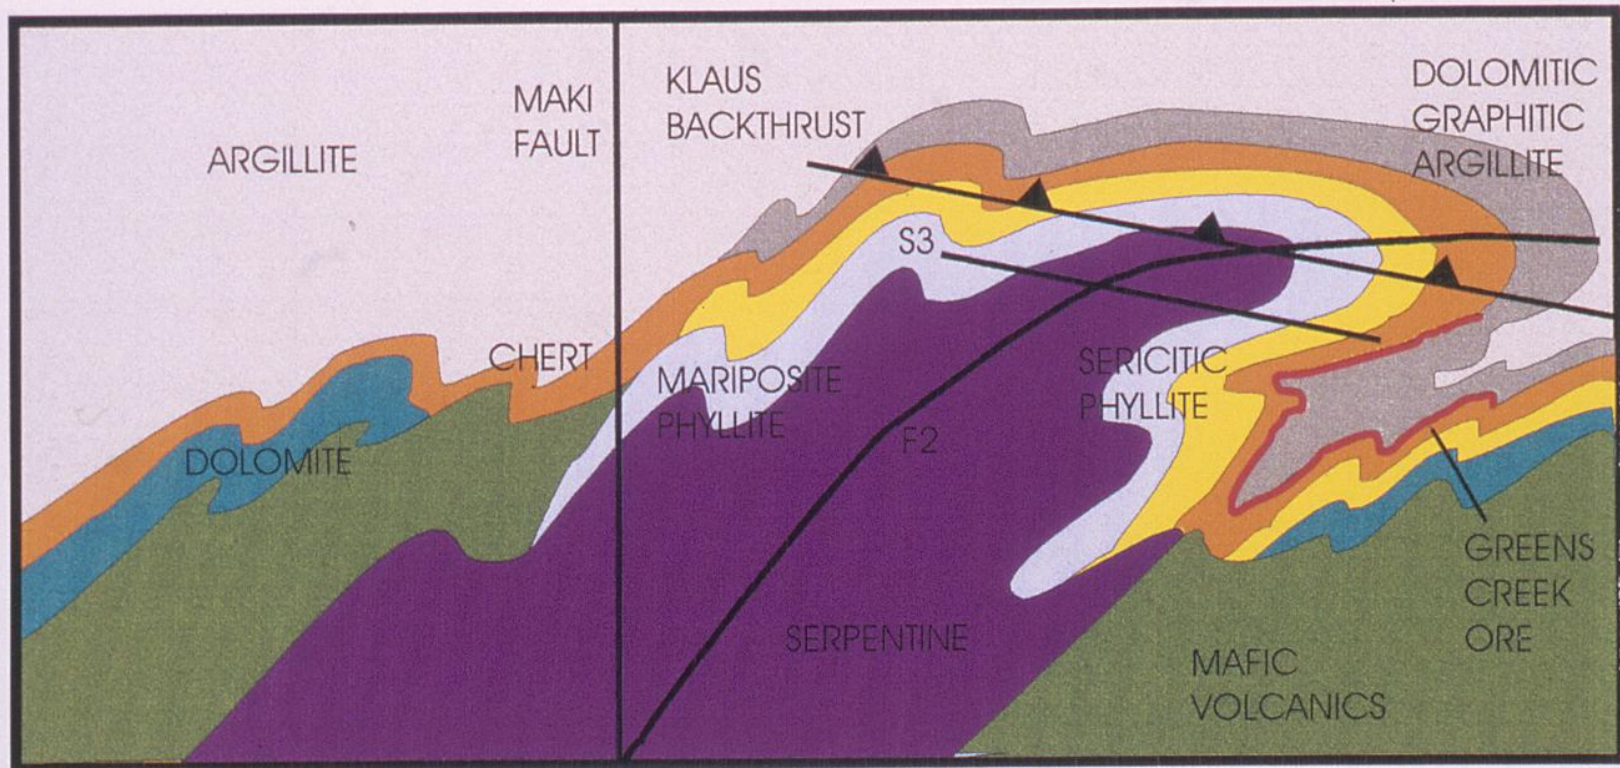 MAKI
FAULT
KLAUS
BACKTHRUST
DOLOMITIC
GRAPHITIC
ARGILLITE
ARGILLITE
S3
CHERT
MARIPOSITE
PHYLLITE
SERICITIC
PHYLLITE
F2
DOLOMITE
GREENS
CREEK
ORE
SERPENTINE
MAFIC
VOLCANICS